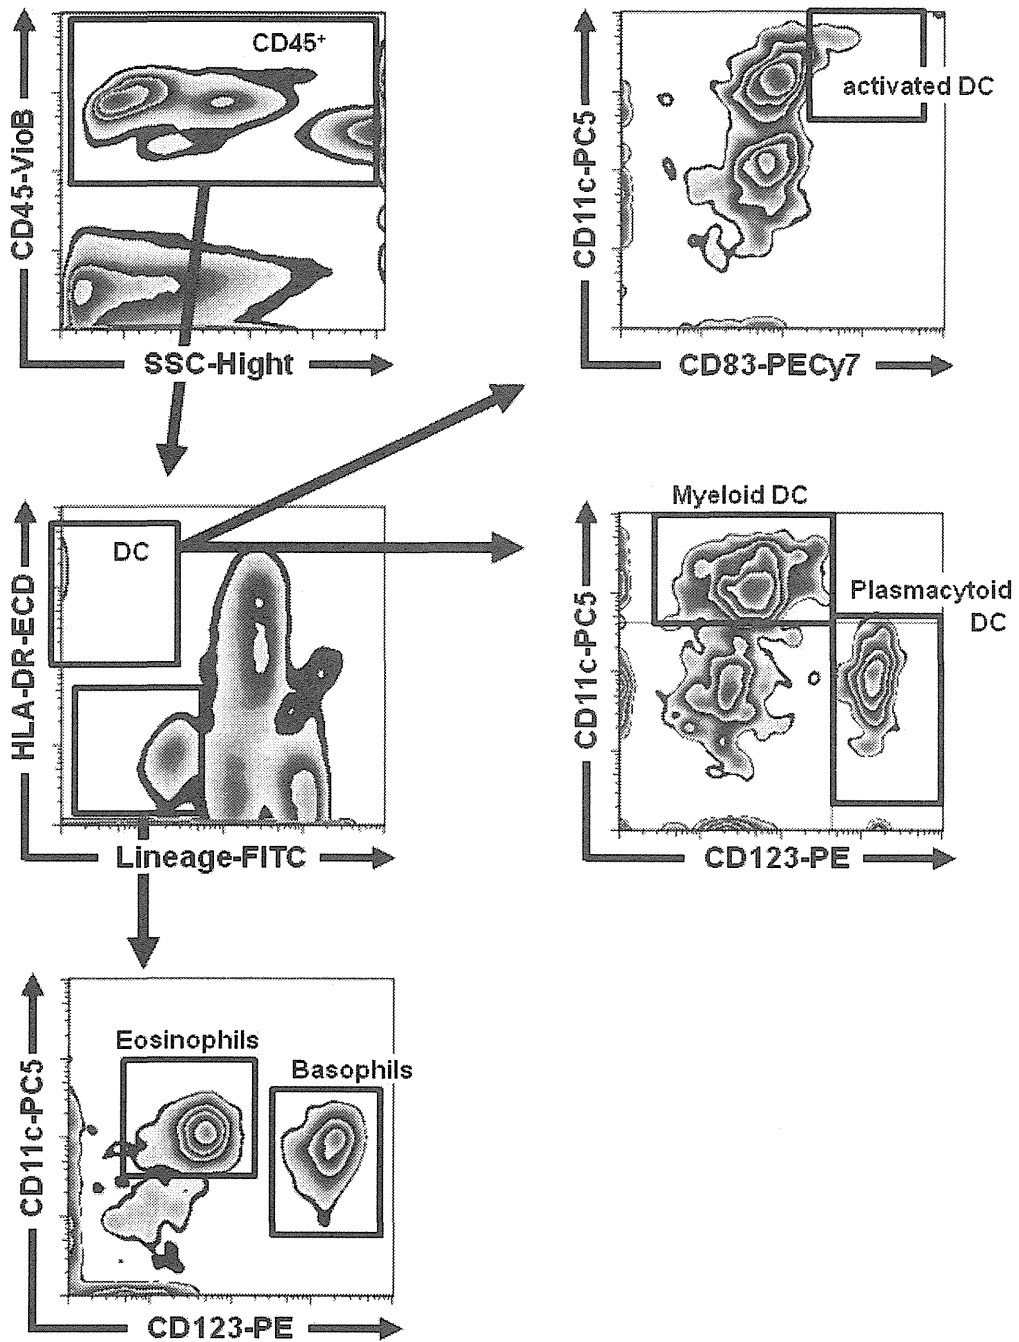 CD45+
CD45-VioB
SSC-Hight
activated DC
CD11c-PC5
CD83-PECy7
DC
HLA-DR-ECD
Lineage-FITC
Myeloid DC
Plasmacytoid
DC
CD11c-PC5
CD123-PE
Eosinophils
Basophils
CD11c-PC5
CD123-PE